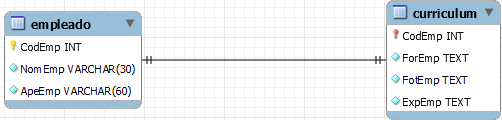 empleado
CodEmp INT
NomEmp VARCHAR(30)
ApeEmp VARCHAR(60)
curriculum
CodEmp INT
ForEmp TEXT
FotEmp TEXT
ExpEmp TEXT